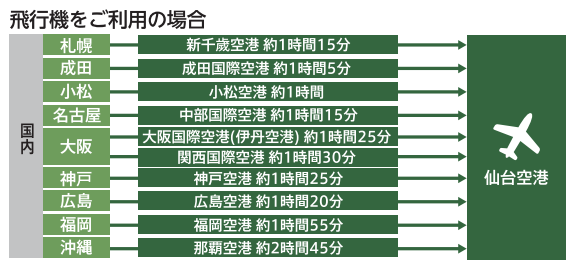 飛行機をご利用の場合
国内
札幌
新千歳空港 約1時間15分
成田
成田国際空港 約1時間5分
小松
小松空港 約1時間
名古屋
中部国際空港 約1時間15分
大阪
大阪国際空港(伊丹空港) 約1時間25分
関西国際空港 約1時間30分
神戸
神戸空港 約1時間25分
広島
広島空港 約1時間20分
福岡
福岡空港 約1時間55分
沖縄
那覇空港 約2時間45分
仙台空港